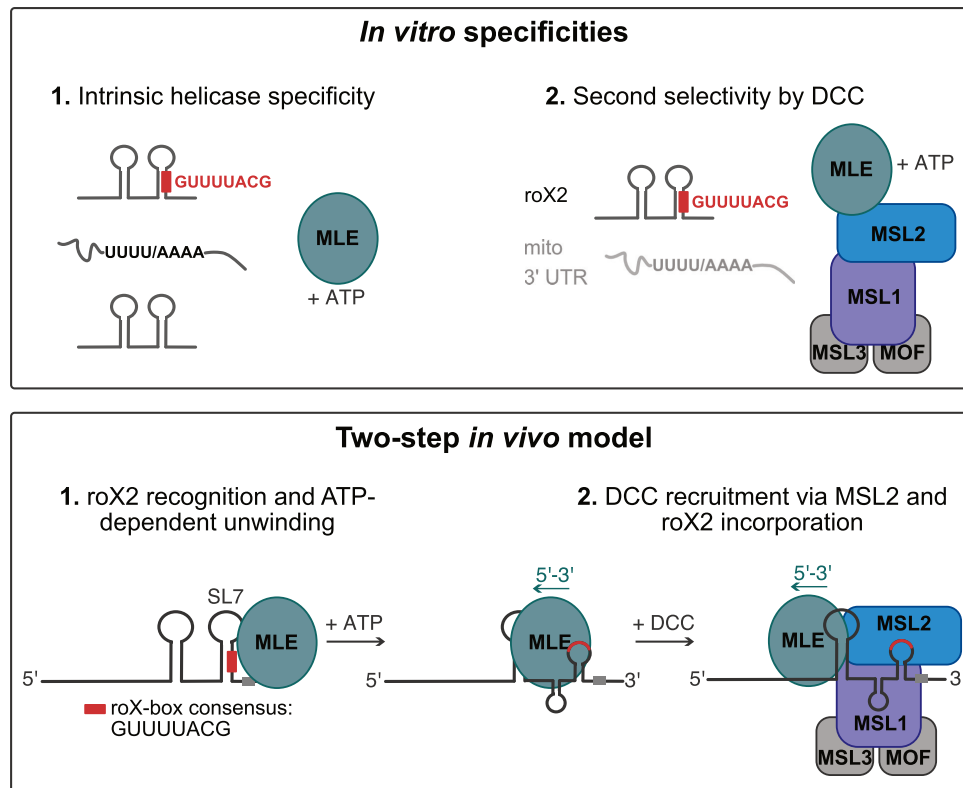 In vitro specificities
1. Intrinsic helicase specificity
GUUUUACG
UUUU/AAAA
MLE
+ ATP
2. Second selectivity by DCC
roX2
GUUUUACG
mito
3' UTR
UUUU/AAAA
MLE
+ ATP
MSL2
MSL1
MSL3
MOF
Two-step in vivo model
1. roX2 recognition and ATP-
dependent unwinding
SL7
MLE
5'
roX-box consensus:
GUUUUACG
+ ATP
5'-3'
MLE
5'
3'
+ DCC
2. DCC recruitment via MSL2 and
roX2 incorporation
5'-3'
MLE
MSL2
5'
3
MSL1
MSL3
MOF